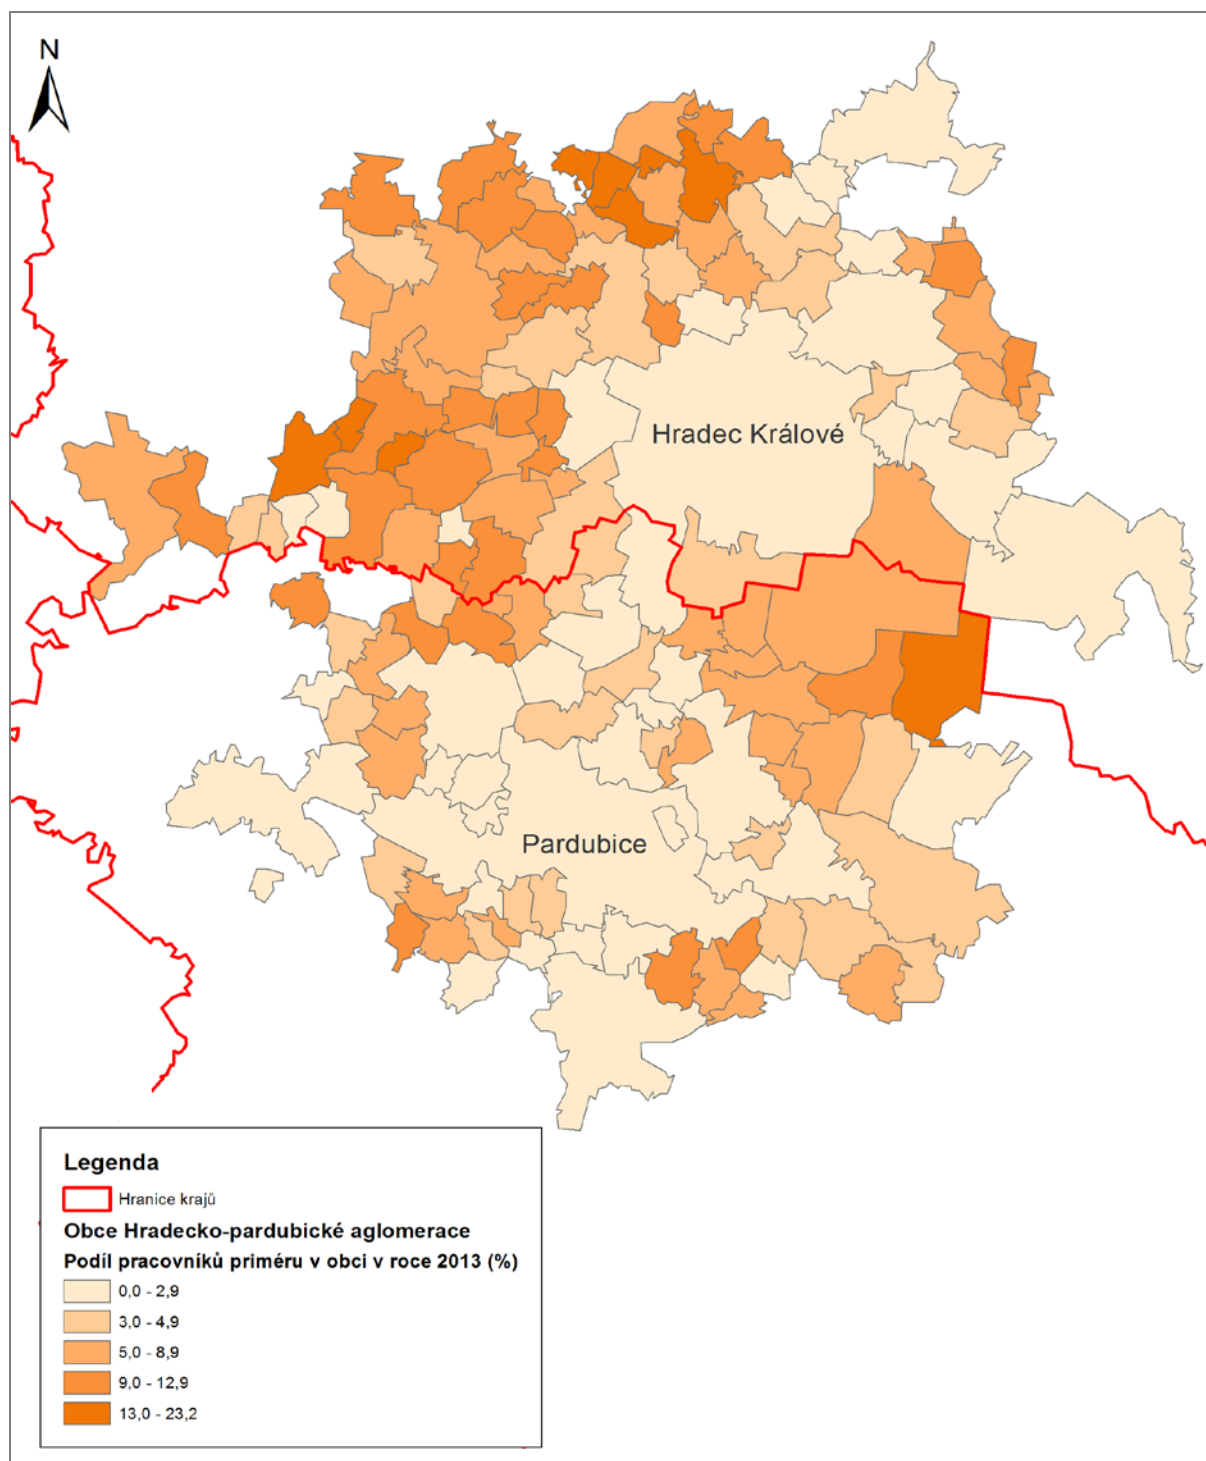 N
Hradec Králové
Pardubice
Legenda
Hranice krajů
Obce Hradecko-pardubické aglomerace
Podíl pracovníků priméru v obci v roce 2013 (%)
0,0 - 2,9
3,0 - 4,9
5,0 - 8,9
9,0 - 12,9
13,0 - 23,2